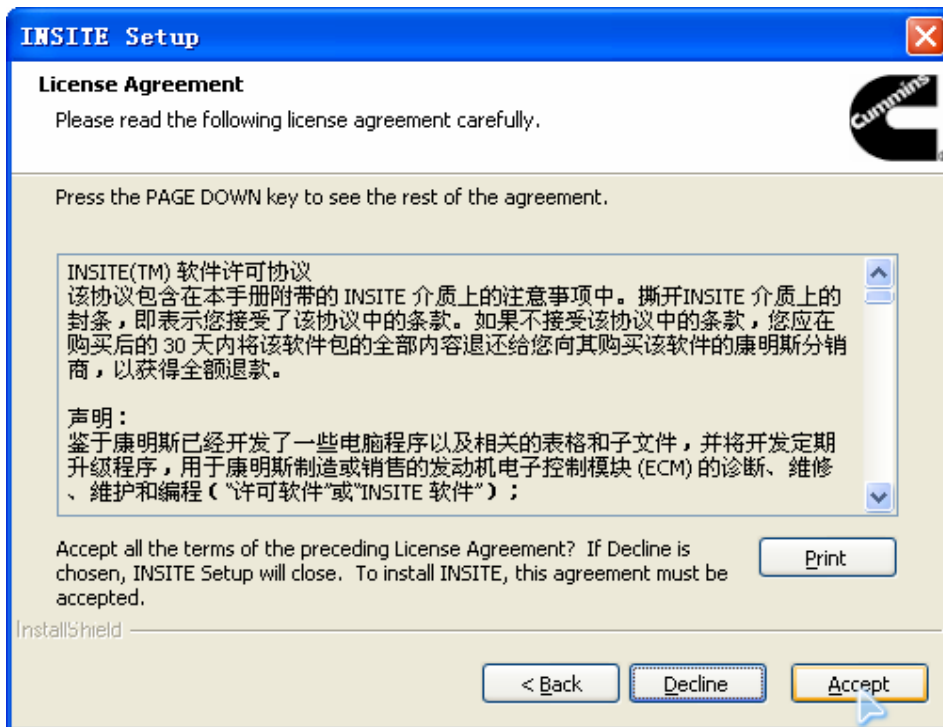 INSITE Setup
License Agreement
Please read the following license agreement carefully.
Cummins
Press the PAGE DOWN key to see the rest of the agreement.
INSITE(TM) 软件许可协议
该协议包含在本手册附带的 INSITE 介质上的注意事项中。撕开INSITE 介质上的
封条，即表示您接受了该协议中的条款。如果不接受该协议中的条款，您应在
购买后的 30 天内将该软件包的全部内容退还给您向其购买该软件的康明斯分销
商，以获得全额退款。
声明：
鉴于康明斯已经开发了一些电脑程序以及相关的表格和子文件，并将开发定期
升级程序，用于康明斯制造或销售的发动机电子控制模块 (ECM) 的诊断、维修
、维护和编程（“许可软件”或“INSITE 软件”）；
Accept all the terms of the preceding License Agreement? If Decline is
chosen, INSITE Setup will close. To install INSITE, this agreement must be
accepted.
Print
InstallShield
< Back
Decline
Accept